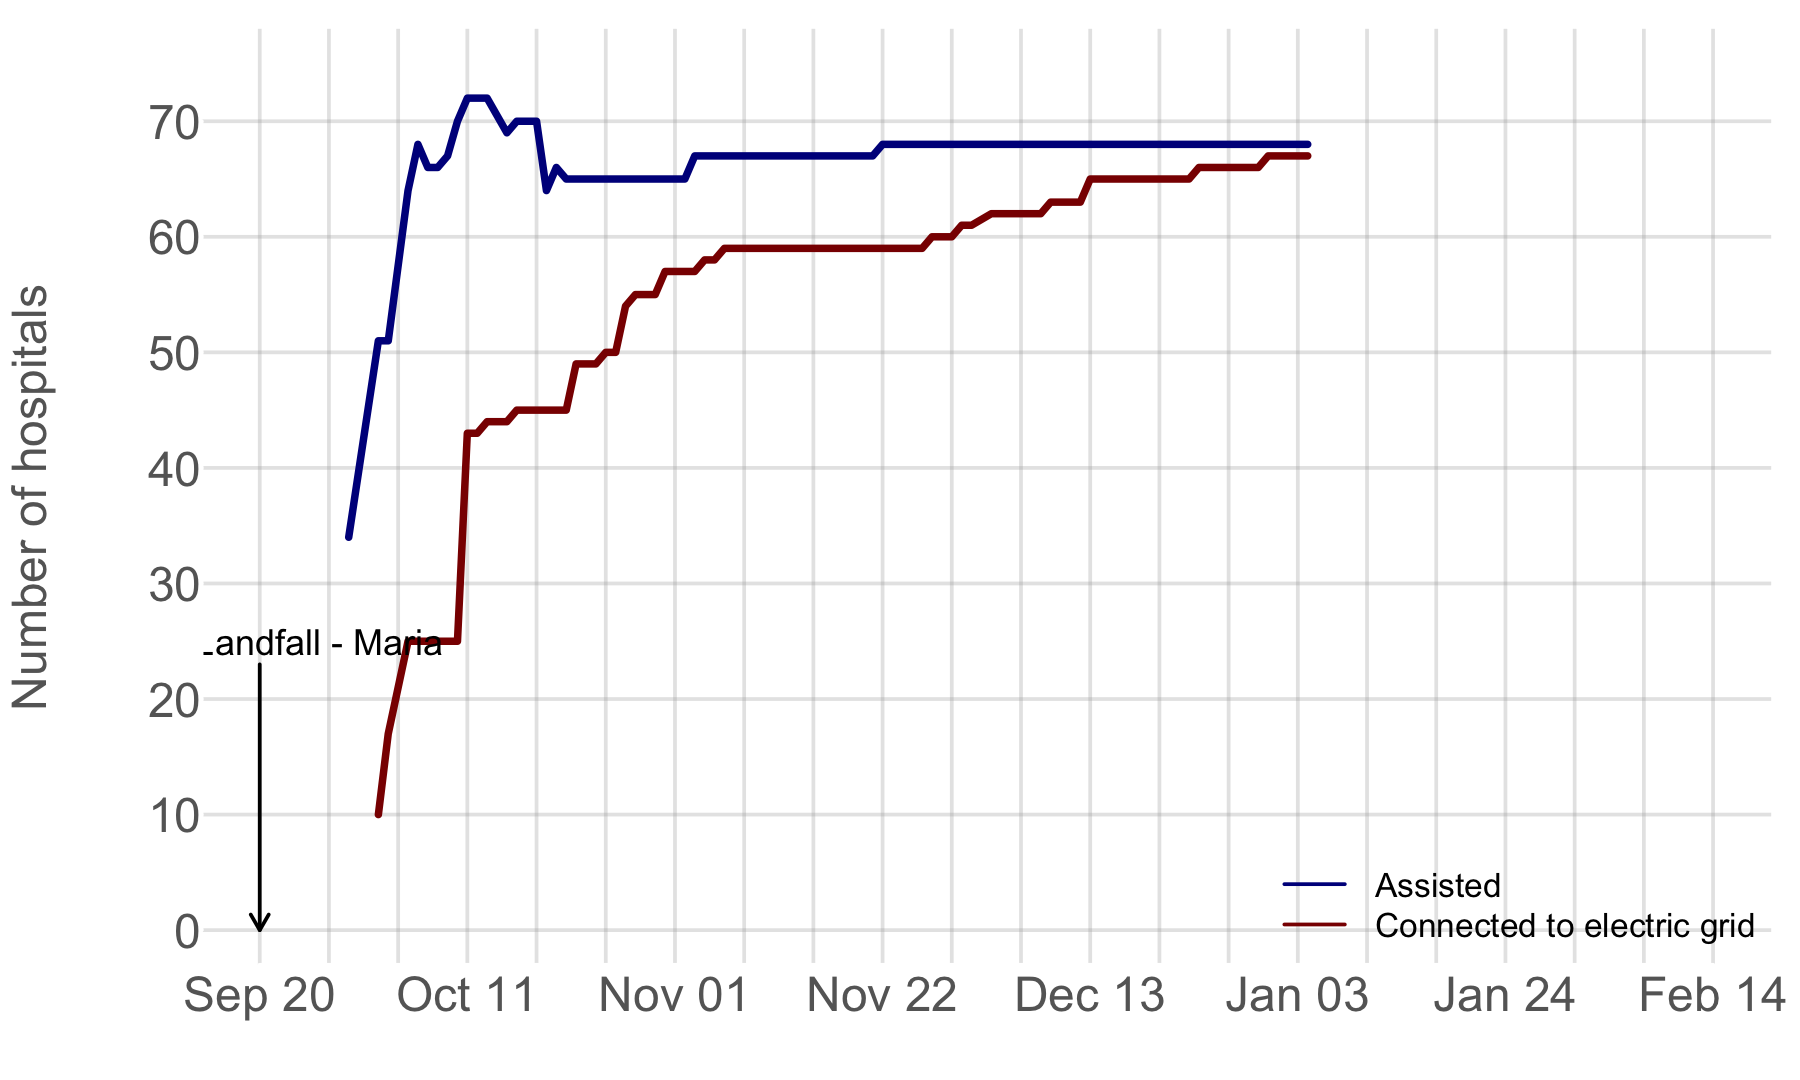 Number of hospitals
70
60
50
40
30
20
10
0
andfall - Maria
Assisted
Connected to electric grid
Sep 20 Oct 11 Nov 01 Nov 22 Dec 13 Jan 03 Jan 24 Feb 14